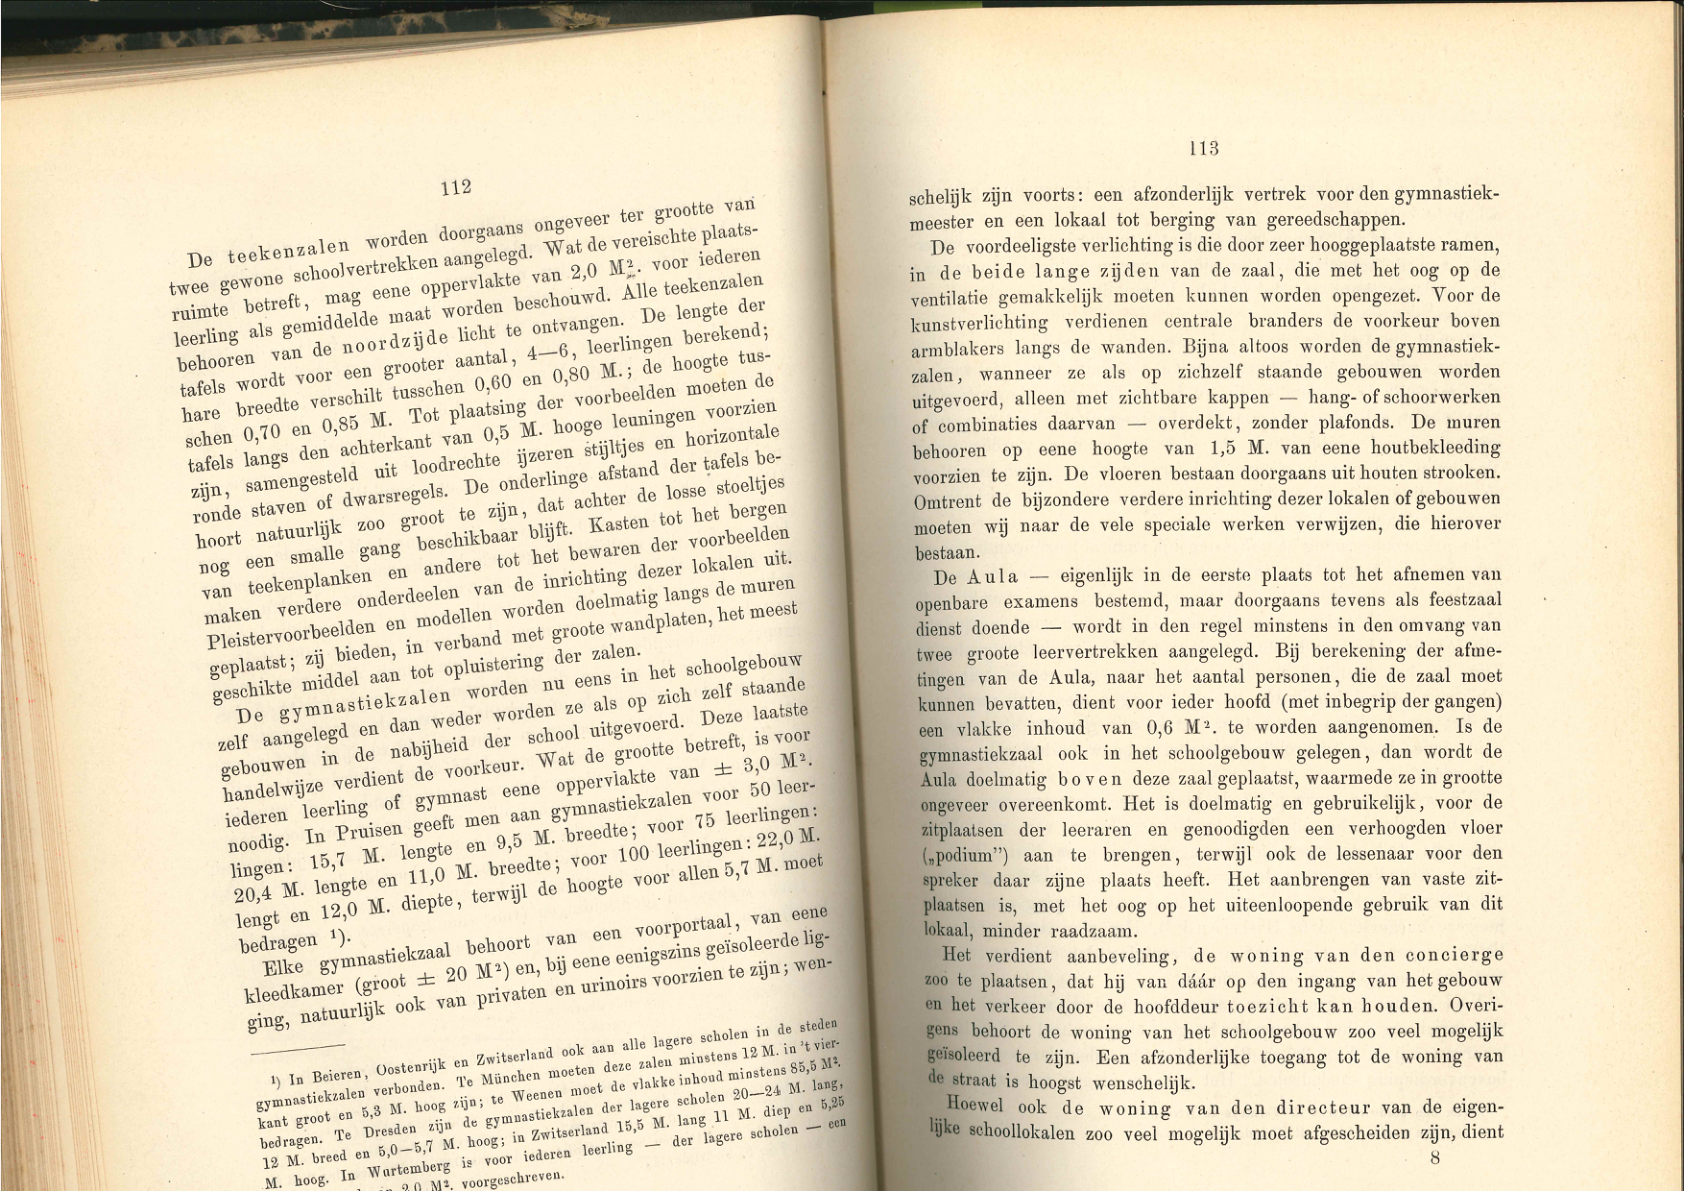 112
De teekenzalen worden doorgaans ongeveer ter grootte van
twee gewone schoolvertrekken aangelegd. Wat de vereischte plaats-
ruimte betreft, mag eene oppervlakte van 2,0 M². voor iederen
leerling als gemiddelde maat worden beschouwd. Alle teekenzalen
behooren van de noordzijde licht te ontvangen. De lengte der
tafels wordt voor een grooter aantal, 4—6, leerlingen berekend;
hare breedte verschilt tusschen 0,60 en 0,80 M.; de hoogte tus-
schen 0,70 en 0,85 M. Tot plaatsing der voorbeelden moeten de
tafels langs den achterkant van 0,5 M. hooge leuningen voorzien
zijn, samengesteld uit loodrechte ijzeren stijltjes en horizontale
ronde staven of dwarsregels. De onderlinge afstand der tafels be-
hoort natuurlijk zoo groot te zijn, dat achter de losse stoeltjes
nog een smalle gang beschikbaar blijft. Kasten tot het bergen
van teekenplanken en andere tot het bewaren der voorbeelden
maken verdere onderdeelen van de inrichting dezer lokalen uit.
Pleistervoorbeelden en modellen worden doelmatig langs de muren
geplaatst; zij bieden, in verband met groote wandplaten, het meest
geschikte middel aan tot opluistering der zalen.
De gymnastiekzalen worden nu eens in het schoolgebouw
zelf aangelegd en dan weder worden ze als op zich zelf staande
gebouwen in de nabijheid der school uitgevoerd. Deze laatste
handelwijze verdient de voorkeur. Wat de grootte betreft, is voor
iederen leerling of gymnast eene oppervlakte van ± 3,0 M².
noodig. In Pruisen geeft men aan gymnastiekzalen voor 50 leer-
lingen: 15,7 M. lengte en 9,5 M. breedte; voor 75 leerlingen:
20,4 M. lengte en 11,0 M. breedte; voor 100 leerlingen: 22,0 M.
lengt en 12,0 M. diepte, terwijl de hoogte voor allen 5,7 M. moet
bedragen ¹).
Elke gymnastiekzaal behoort van een voorportaal, van eene
kleedkamer (groot ± 20 M²) en, bij eene eenigszins geïsoleerde lig-
ging, natuurlijk ook van privaten en urinoirs voorzien te zijn; wen-
¹) In Beieren, Oostenrijk en Zwitserland ook aan alle lagere scholen in de steden
gymnastiekzalen verbonden. Te München moeten deze zalen minstens 12 M. in 't vier-
kant groot en 5,3 M. hoog zijn; te Weenen moet de vlakke inhoud minstens 85,5 M².
bedragen. Te Dresden zijn de gymnastiekzalen der lagere scholen 20—24 M. lang,
12 M. breed en 5,0—5,7 M. hoog; in Zwitserland 15,5 M. lang 11 M. diep en 5,25
M. hoog. In Wurtemberg is voor iederen leerling — der lagere scholen — een
2,0 M². voorgeschreven.
113
schelijk zijn voorts: een afzonderlijk vertrek voor den gymnastiek-
meester en een lokaal tot berging van gereedschappen.
De voordeeligste verlichting is die door zeer hooggeplaatste ramen,
in de beide lange zijden van de zaal, die met het oog op de
ventilatie gemakkelijk moeten kunnen worden opengezet. Voor de
kunstverlichting verdienen centrale branders de voorkeur boven
armblakers langs de wanden. Bijna altoos worden de gymnastiek-
zalen, wanneer ze als op zichzelf staande gebouwen worden
uitgevoerd, alleen met zichtbare kappen — hang- of schoorwerken
of combinaties daarvan — overdekt, zonder plafonds. De muren
behooren op eene hoogte van 1,5 M. van eene houtbekleeding
voorzien te zijn. De vloeren bestaan doorgaans uit houten strooken.
Omtrent de bijzondere verdere inrichting dezer lokalen of gebouwen
moeten wij naar de vele speciale werken verwijzen, die hierover
bestaan.
De Aula — eigenlijk in de eerste plaats tot het afnemen van
openbare examens bestemd, maar doorgaans tevens als feestzaal
dienst doende — wordt in den regel minstens in den omvang van
twee groote leervertrekken aangelegd. Bij berekening der afme-
tingen van de Aula, naar het aantal personen, die de zaal moet
kunnen bevatten, dient voor ieder hoofd (met inbegrip der gangen)
een vlakke inhoud van 0,6 M². te worden aangenomen. Is de
gymnastiekzaal ook in het schoolgebouw gelegen, dan wordt de
Aula doelmatig boven deze zaal geplaatst, waarmede ze in grootte
ongeveer overeenkomt. Het is doelmatig en gebruikelijk, voor de
zitplaatsen der leeraren en genoodigden een verhoogden vloer
(„podium”) aan te brengen, terwijl ook de lessenaar voor den
spreker daar zijne plaats heeft. Het aanbrengen van vaste zit-
plaatsen is, met het oog op het uiteenloopende gebruik van dit
lokaal, minder raadzaam.
Het verdient aanbeveling, de woning van den concierge
zoo te plaatsen, dat hij van dáár op den ingang van het gebouw
en het verkeer door de hoofddeur toezicht kan houden. Overi-
gens behoort de woning van het schoolgebouw zoo veel mogelijk
geïsoleerd te zijn. Een afzonderlijke toegang tot de woning van
de straat is hoogst wenschelijk.
Hoewel ook de woning van den directeur van de eigen-
lijke schoollokalen zoo veel mogelijk moet afgescheiden zijn, dient
8